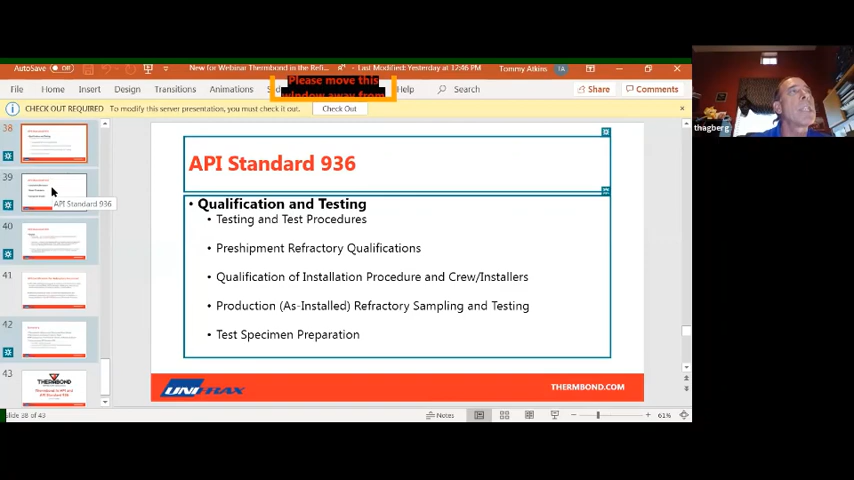 AutoSave Off
New for Webinar Thermbond in the Refi...
- Last Modified: Yesterday at 12:46 PM
Tommy Atkins
TA
File Home Insert Design Transitions Animations Help Search Share Comments
Please move this
window away from
CHECK OUT REQUIRED To modify this server presentation, you must check it out. Check Out
38
39
API Standard 936
40
41
42
43
THERMBOND
API Standard 936
• Qualification and Testing
• Testing and Test Procedures
• Preshipment Refractory Qualifications
• Qualification of Installation Procedure and Crew/Installers
• Production (As-Installed) Refractory Sampling and Testing
• Test Specimen Preparation
UNIFRAX
THERMBOND.COM
slide 38 of 43
Notes
61%
thagberg